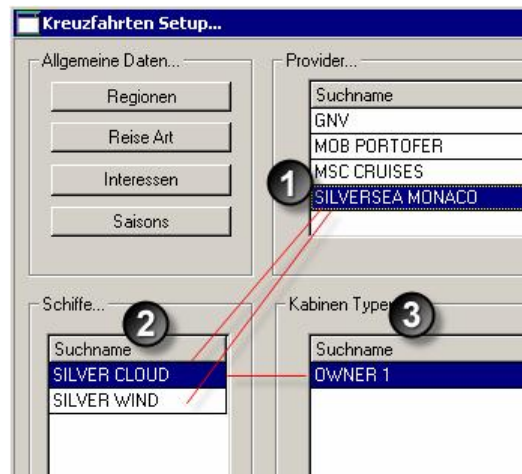 Kreuzfahrten Setup...
Allgemeine Daten...
Regionen
Reise Art
Interessen
Saisons
Provider...
Suchname
GNV
MOB PORTOFER
MSC CRUISES
SILVERSEA MONACO
1
Schiffe...
2
Suchname
SILVER CLOUD
SILVER WIND
Kabinen Type
3
Suchname
OWNER 1